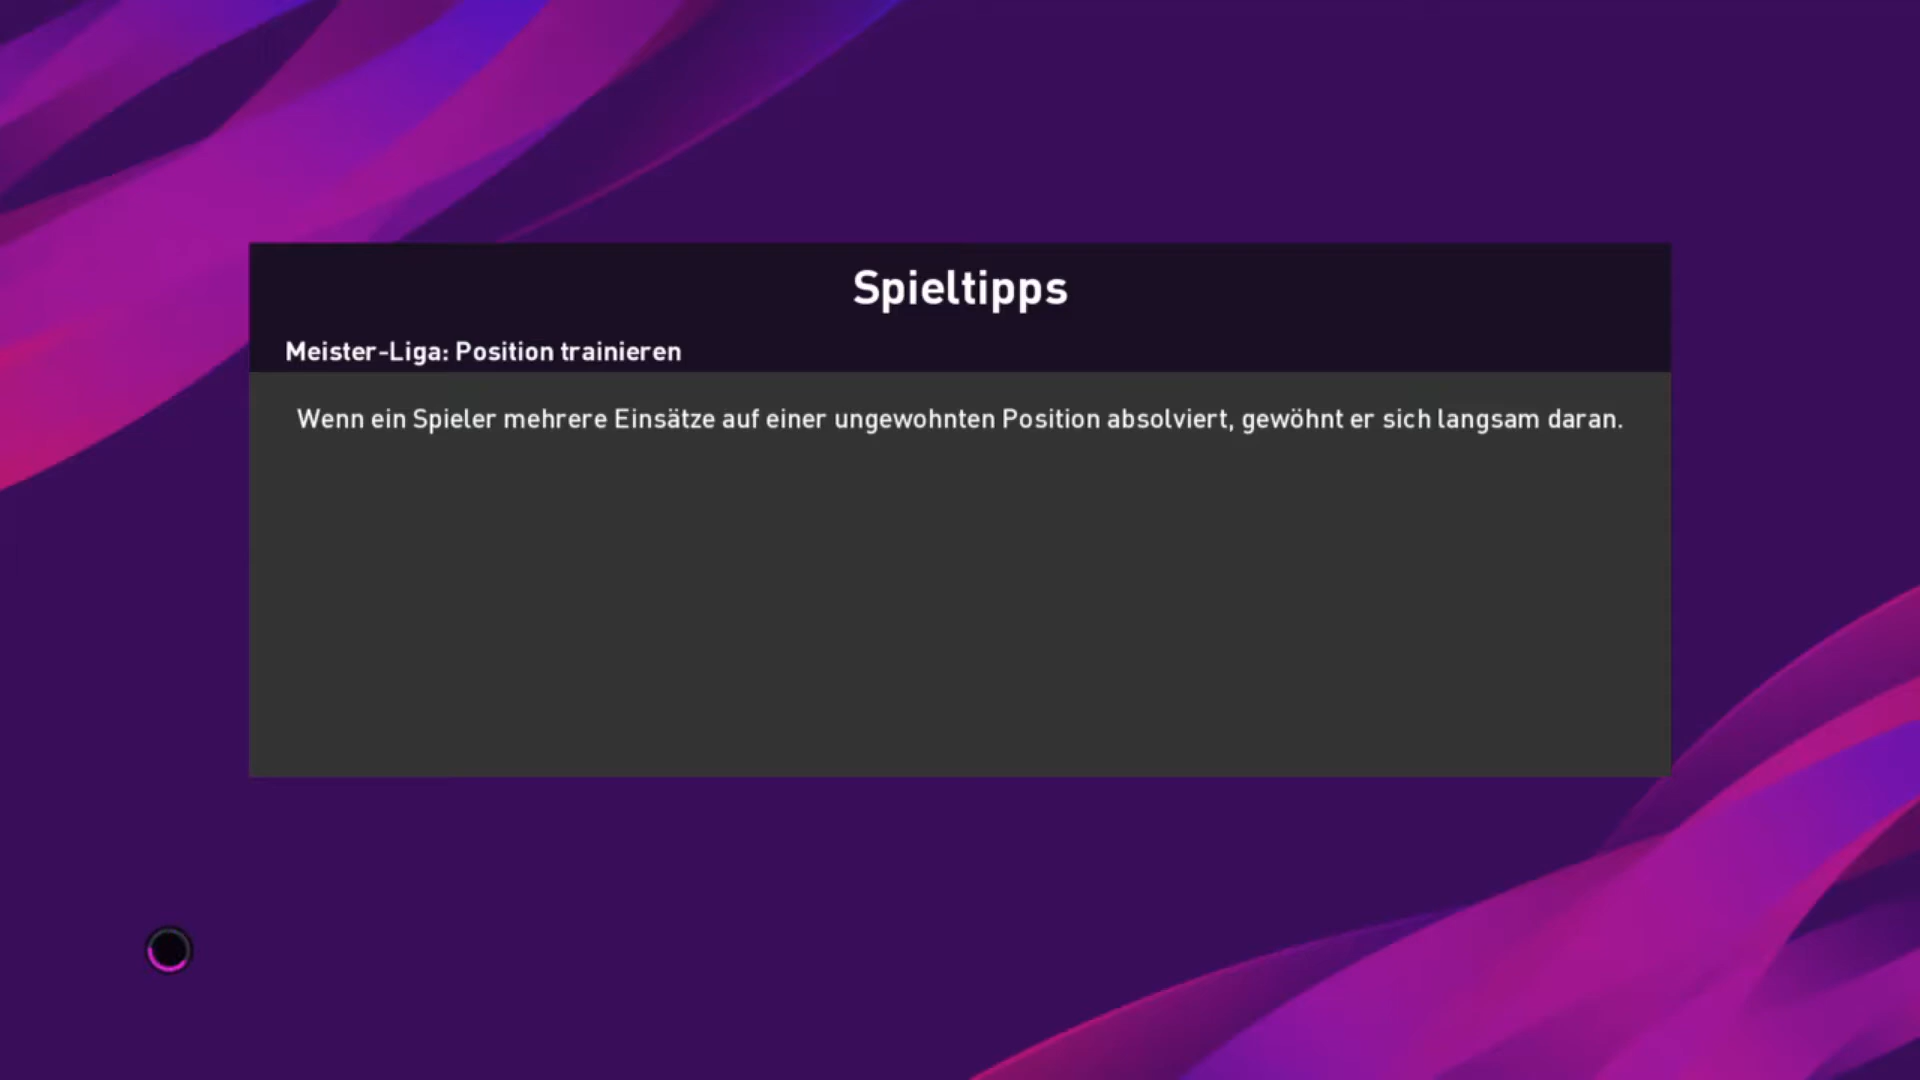 Spieltipps
Meister-Liga: Position trainieren
Wenn ein Spieler mehrere Einsätze auf einer ungewohnten Position absolviert, gewöhnt er sich langsam daran.